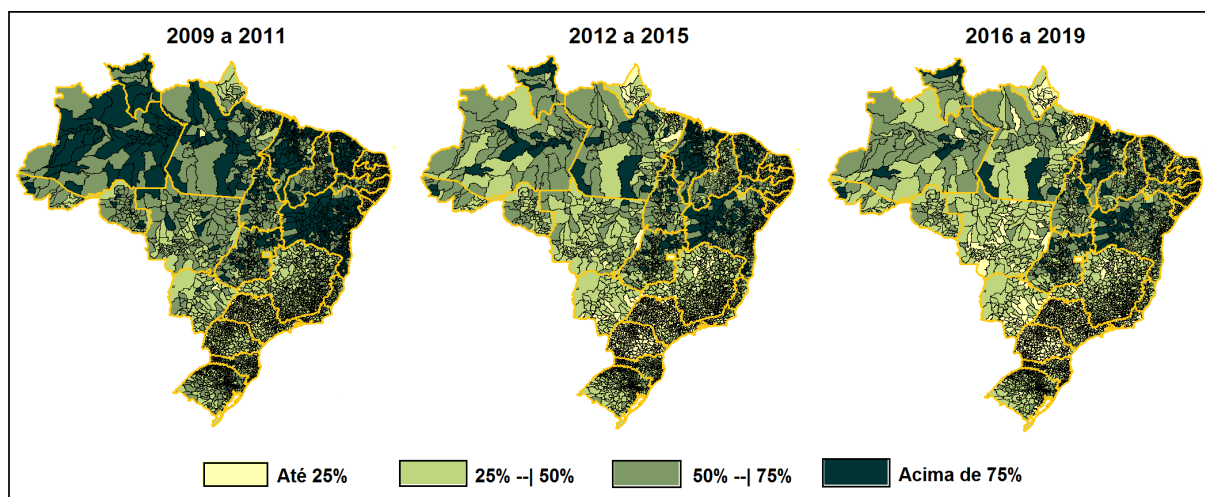 2009 a 2011
2012 a 2015
2016 a 2019
Até 25%
25% --| 50%
50% --| 75%
Acima de 75%